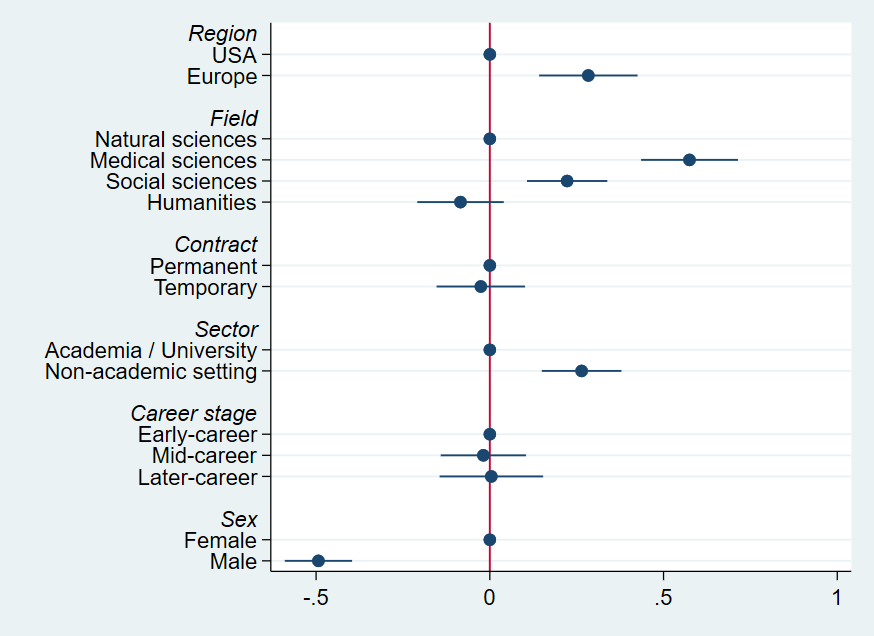 Region
USA
Europe
Field
Natural sciences
Medical sciences
Social sciences
Humanities
Contract
Permanent
Temporary
Sector
Academia / University
Non-academic setting
Career stage
Early-career
Mid-career
Later-career
Sex
Female
Male
-.5 0 .5 1